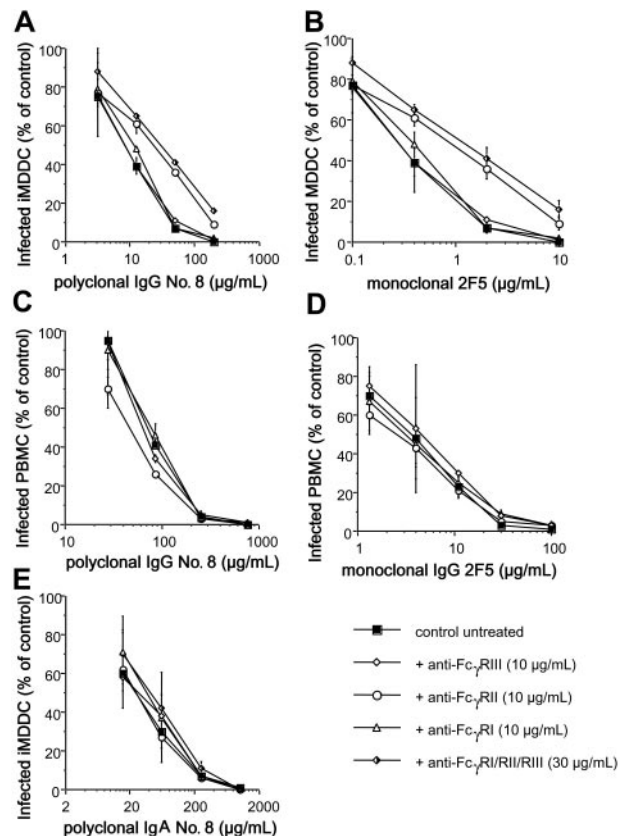 A
100
80
60
40
20
0
Infected iMDDC (% of control)
1
10
100
1000
polyclonal IgG No. 8 (µg/mL)
B
100
80
60
40
20
0
Infected MDDC (% of control)
0.1
1
10
monoclonal 2F5 (µg/mL)
C
100
80
60
40
20
0
Infected PBMC (% of control)
10
100
1000
polyclonal IgG No. 8 (µg/mL)
D
100
80
60
40
20
0
Infected PBMC (% of control)
1
10
100
monoclonal IgG 2F5 (µg/mL)
E
100
80
60
40
20
0
Infected iMDDC (% of control)
2
20
200
2000
polyclonal IgA No. 8 (µg/mL)
control untreated
+ anti-FcγRIII (10 µg/mL)
+ anti-FcγRII (10 µg/mL)
+ anti-FcγRI (10 µg/mL)
+ anti-FcγRI/RII/RIII (30 µg/mL)